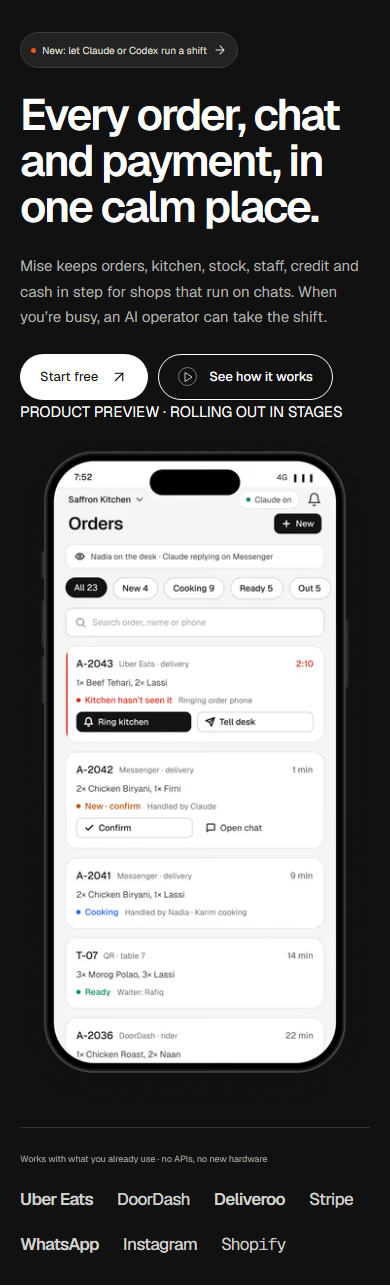 New: let Claude or Codex run a shift →
Every order, chat
and payment, in
one calm place.
Mise keeps orders, kitchen, stock, staff, credit and
cash in step for shops that run on chats. When
you're busy, an AI operator can take the shift.
Start free ↗ See how it works
PRODUCT PREVIEW · ROLLING OUT IN STAGES
7:52 4G
Saffron Kitchen Claude on
Orders + New
Nadia on the desk · Claude replying on Messenger
All 23 New 4 Cooking 9 Ready 5 Out 5
Search order, name or phone
A-2043 Uber Eats · delivery 2:10
1× Beef Tehari, 2× Lassi
Kitchen hasn't seen it Ringing order phone
Ring kitchen Tell desk
A-2042 Messenger · delivery 1 min
2× Chicken Biryani, 1× Firni
New · confirm Handled by Claude
Confirm Open chat
A-2041 Messenger · delivery 9 min
2× Chicken Biryani, 1× Lassi
Cooking Handled by Nadia · Karim cooking
T-07 QR · table 7 14 min
3× Morog Polao, 3× Lassi
Ready Waiter: Rafiq
A-2036 DoorDash · rider 22 min
1× Chicken Roast, 2× Naan
Works with what you already use · no APIs, no new hardware
Uber Eats DoorDash Deliveroo Stripe
WhatsApp Instagram Shopify